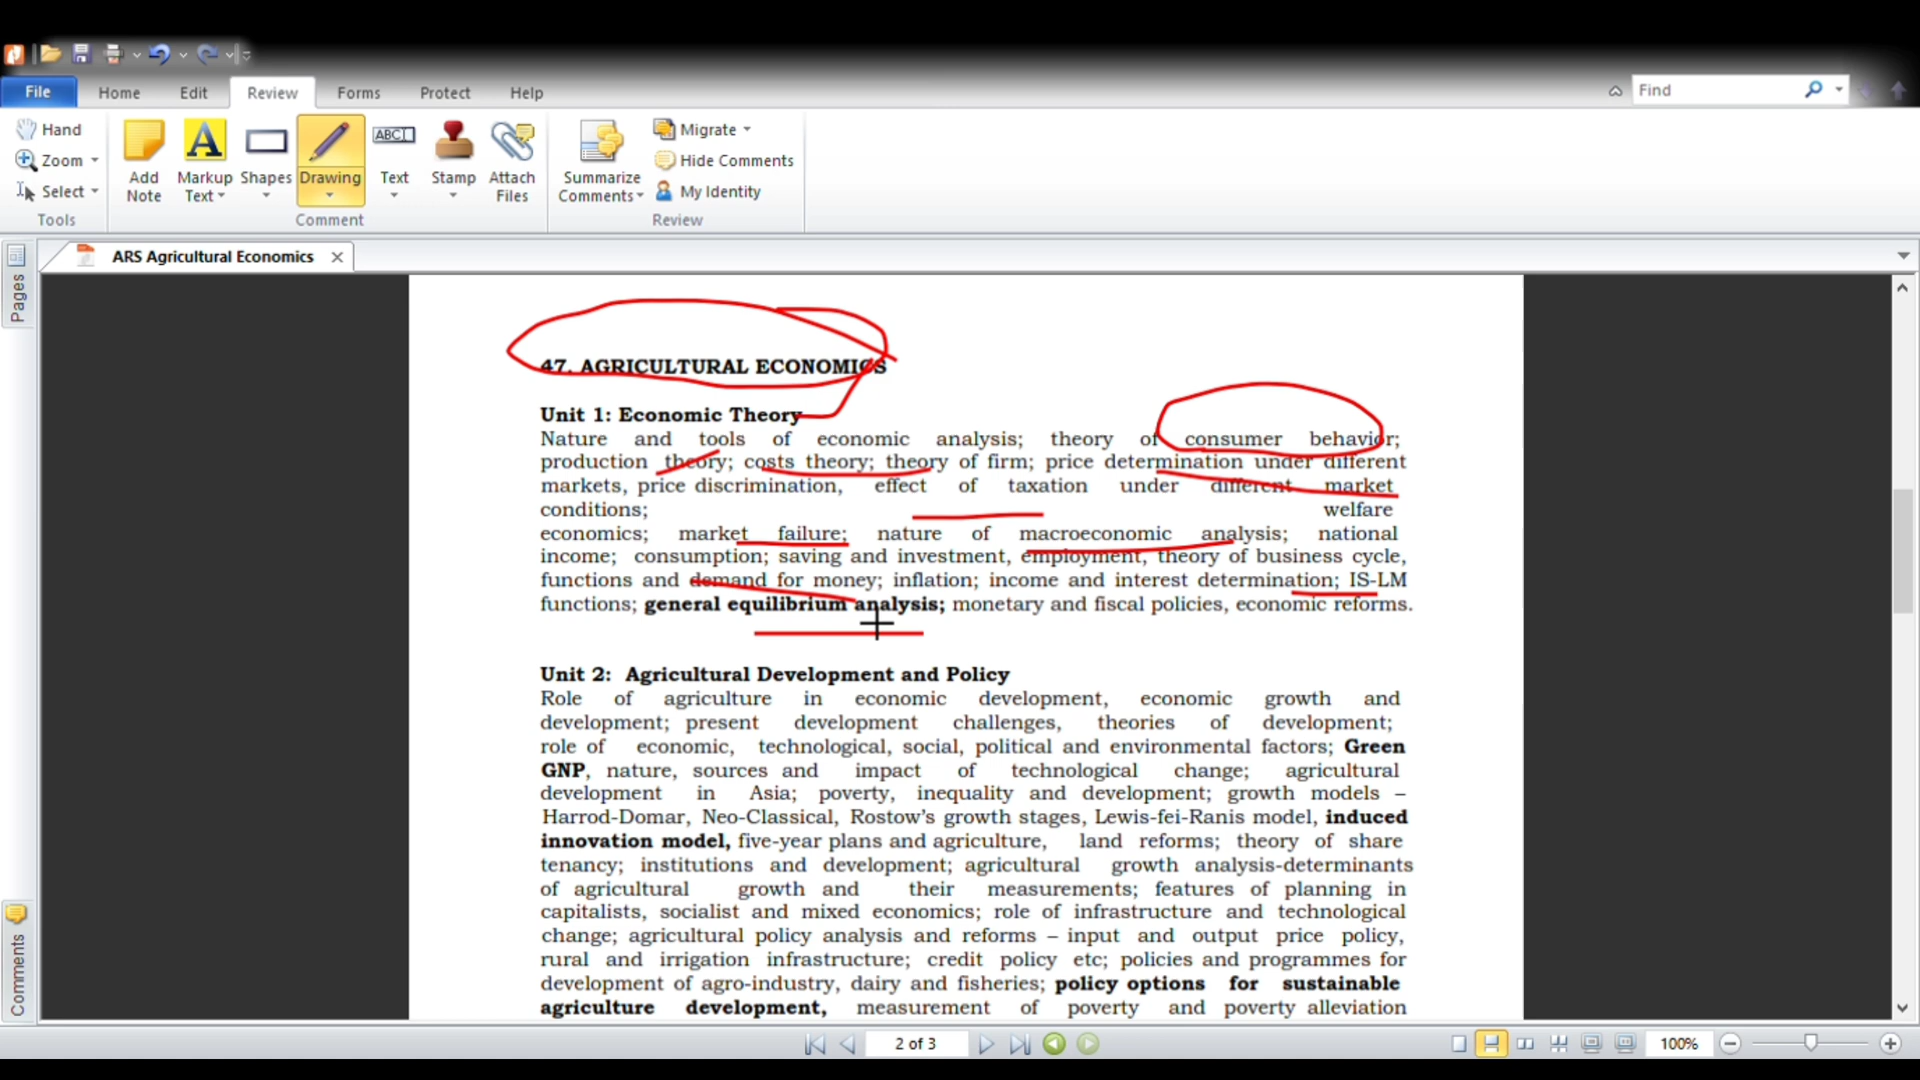 File Home Edit Review Forms Protect Help Find
Hand
Zoom
Select
Tools
Add Note
Markup Text
Shapes
Drawing
Text
Stamp
Attach Files
Comment
Summarize Comments
Migrate
Hide Comments
My Identity
Review
ARS Agricultural Economics
Pages
Comments
47. AGRICULTURAL ECONOMICS
Unit 1: Economic Theory
Nature and tools of economic analysis; theory of consumer behavior;
production theory; costs theory; theory of firm; price determination under different
markets, price discrimination, effect of taxation under different market
conditions; welfare
economics; market failure; nature of macroeconomic analysis; national
income; consumption; saving and investment, employment, theory of business cycle,
functions and demand for money; inflation; income and interest determination; IS-LM
functions; general equilibrium analysis; monetary and fiscal policies, economic reforms.
Unit 2: Agricultural Development and Policy
Role of agriculture in economic development, economic growth and
development; present development challenges, theories of development;
role of economic, technological, social, political and environmental factors; Green
GNP, nature, sources and impact of technological change; agricultural
development in Asia; poverty, inequality and development; growth models –
Harrod-Domar, Neo-Classical, Rostow's growth stages, Lewis-fei-Ranis model, induced
innovation model, five-year plans and agriculture, land reforms; theory of share
tenancy; institutions and development; agricultural growth analysis-determinants
of agricultural growth and their measurements; features of planning in
capitalists, socialist and mixed economics; role of infrastructure and technological
change; agricultural policy analysis and reforms – input and output price policy,
rural and irrigation infrastructure; credit policy etc; policies and programmes for
development of agro-industry, dairy and fisheries; policy options for sustainable
agriculture development, measurement of poverty and poverty alleviation
2 of 3
100%